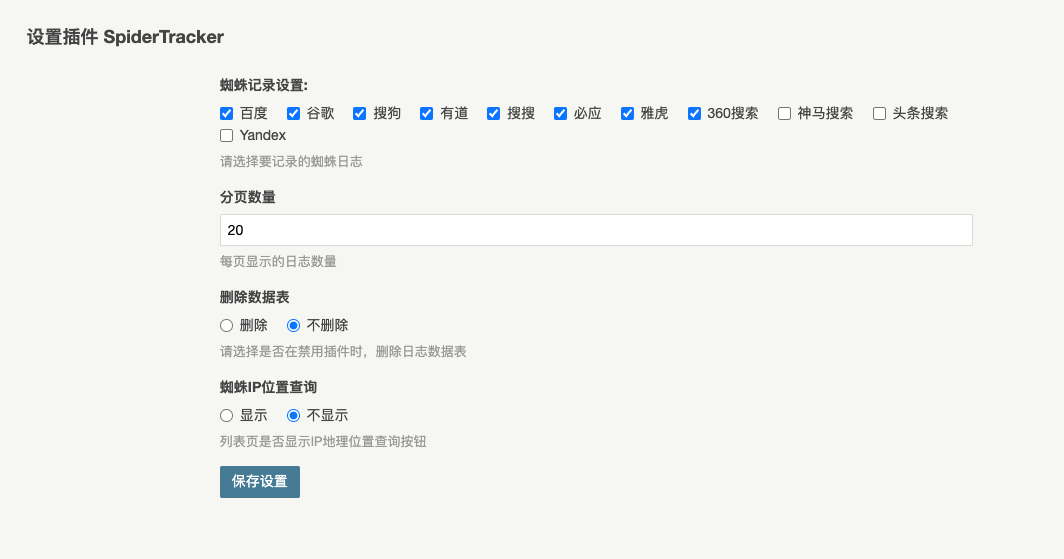 设置插件 SpiderTracker
蜘蛛记录设置:
百度 谷歌 搜狗 有道 搜搜 必应 雅虎 360搜索 神马搜索 头条搜索
Yandex
请选择要记录的蜘蛛日志
分页数量
20
每页显示的日志数量
删除数据表
删除 不删除
请选择是否在禁用插件时，删除日志数据表
蜘蛛IP位置查询
显示 不显示
列表页是否显示IP地理位置查询按钮
保存设置